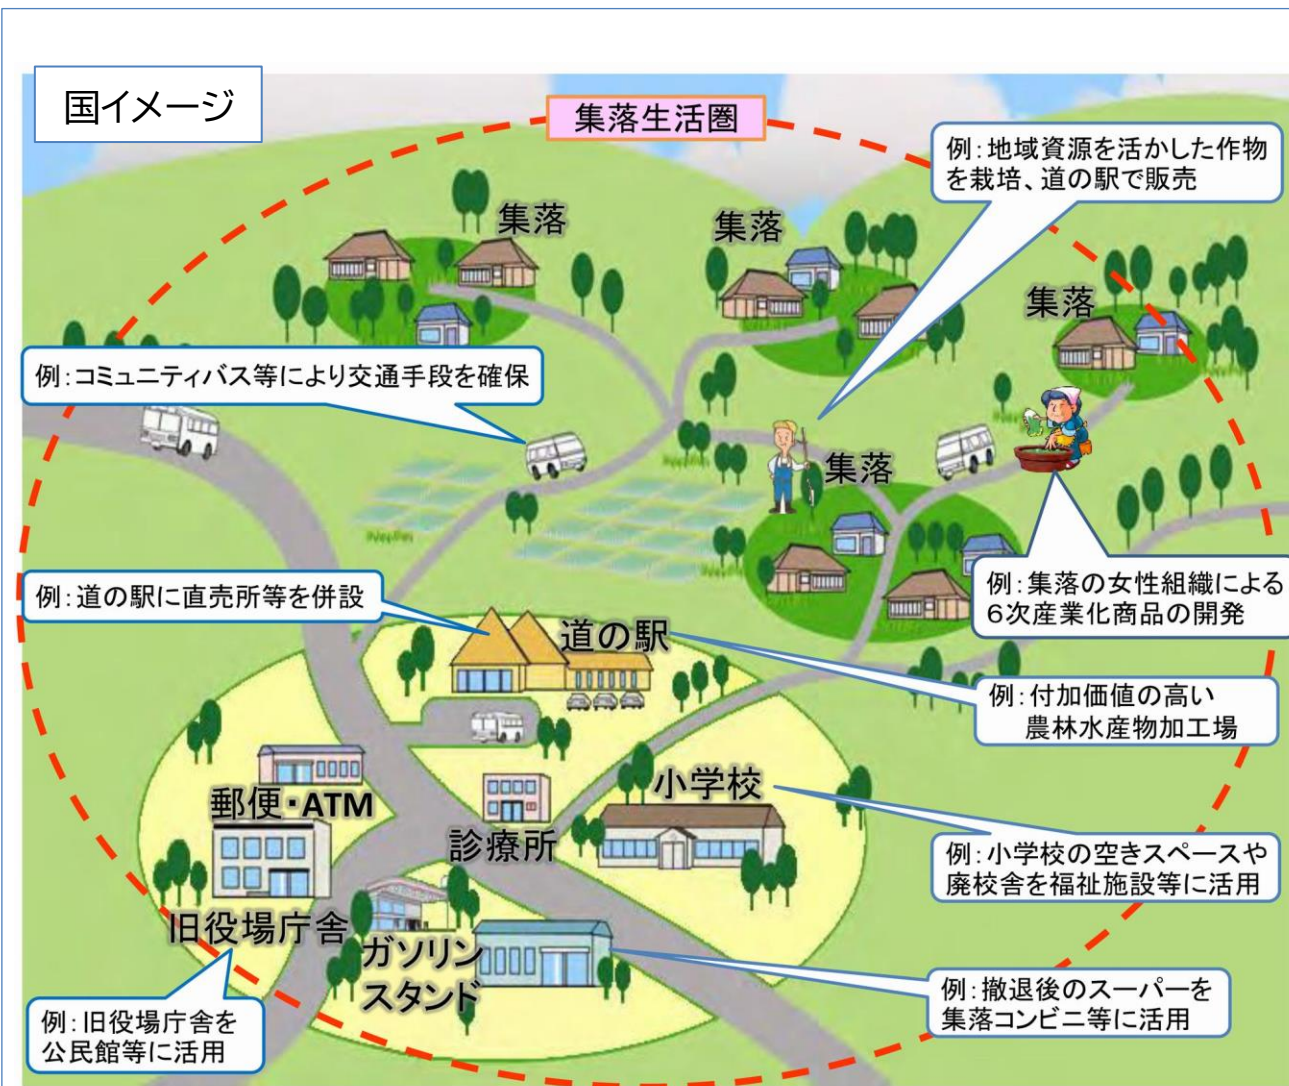 国イメージ
集落生活圏
例：地域資源を活かした作物
を栽培、道の駅で販売
集落
集落
集落
例：コミュニティバス等により交通手段を確保
集落
例：道の駅に直売所等を併設
例：集落の女性組織による
６次産業化商品の開発
道の駅
例：付加価値の高い
農林水産物加工場
郵便・ATM
小学校
診療所
例：小学校の空きスペースや
廃校舎を福祉施設等に活用
旧役場庁舎
ガソリン
スタンド
例：撤退後のスーパーを
集落コンビニ等に活用
例：旧役場庁舎を
公民館等に活用